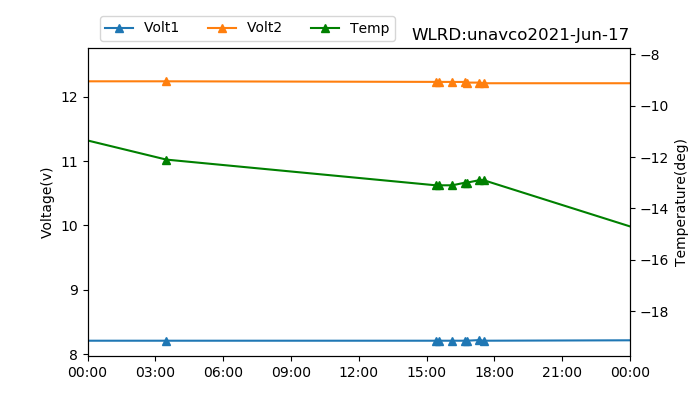 Volt1 Volt2 Temp
WLRD:unavco2021-Jun-17
12
11
10
9
8
Voltage(v)
−8
−10
−12
−14
−16
−18
Temperature(deg)
00:00 03:00 06:00 09:00 12:00 15:00 18:00 21:00 00:00